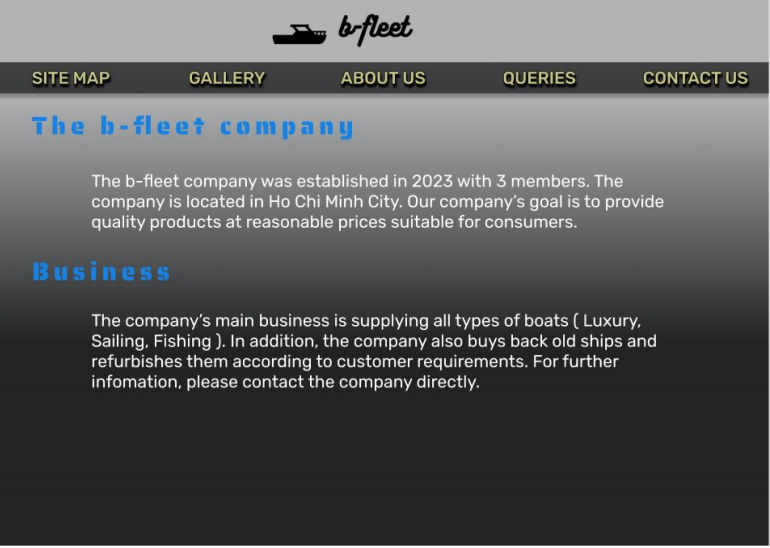 b-fleet
SITE MAP GALLERY ABOUT US QUERIES CONTACT US
The b-fleet company
The b-fleet company was established in 2023 with 3 members. The
company is located in Ho Chi Minh City. Our company's goal is to provide
quality products at reasonable prices suitable for consumers.
Business
The company's main business is supplying all types of boats ( Luxury,
Sailing, Fishing ). In addition, the company also buys back old ships and
refurbishes them according to customer requirements. For further
infomation, please contact the company directly.